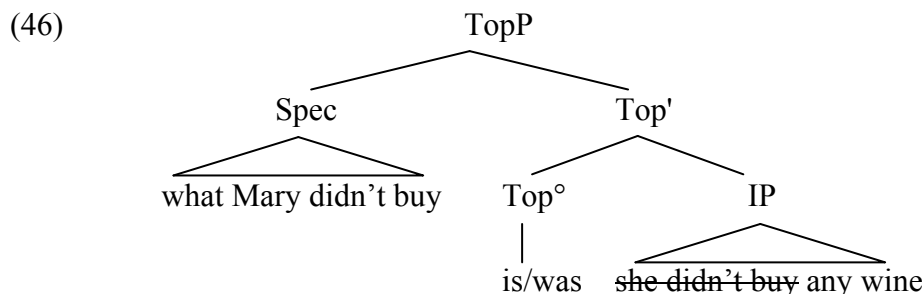 (46) TopP
Spec Top'
what Mary didn't buy Top° IP
is/was she didn't buy any wine